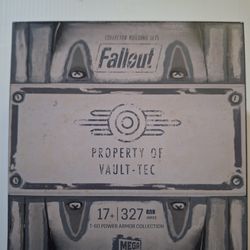 COLLECTOR BUILDING SETS
Fallout
PROPERTY OF
VAULT-TEC
17+ 327
T-60 POWER ARMOR COLLECTION
MEGA